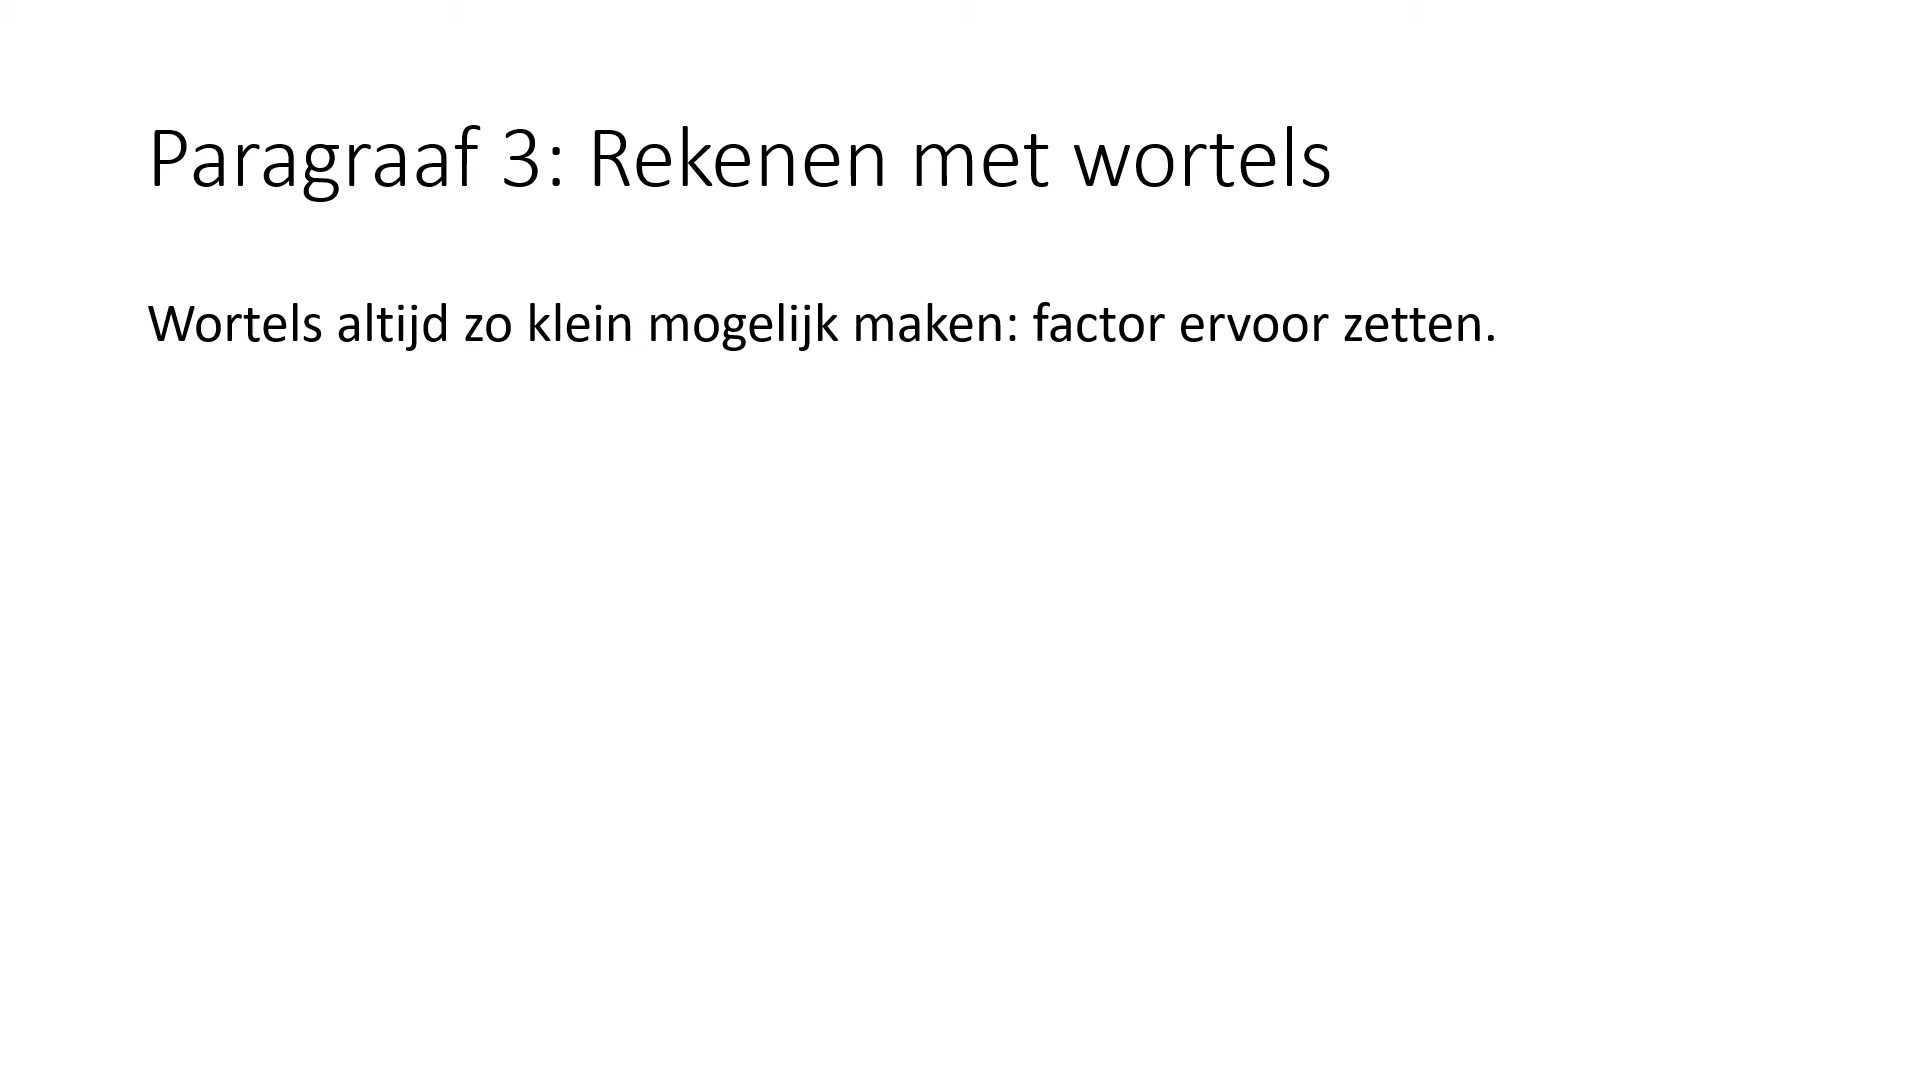 Paragraaf 3: Rekenen met wortels
Wortels altijd zo klein mogelijk maken: factor ervoor zetten.